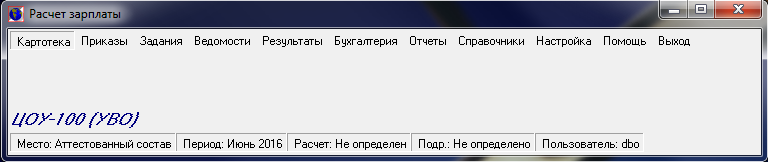 Расчет зарплаты
Картотека Приказы Задания Ведомости Результаты Бухгалтерия Отчеты Справочники Настройка Помощь Выход
ЦОУ-100 (УВО)
Место: Аттестованный состав Период: Июнь 2016 Расчет: Не определен Подр.: Не определено Пользователь: dbo